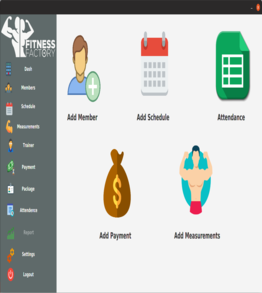 FITNESS
FACTORY
Dash
Members
Schedule
Measurements
Trainer
Payment
Package
Attendence
Report
Settings
Logout
Add Member
Add Schedule
Attendance
Add Payment
Add Measurements